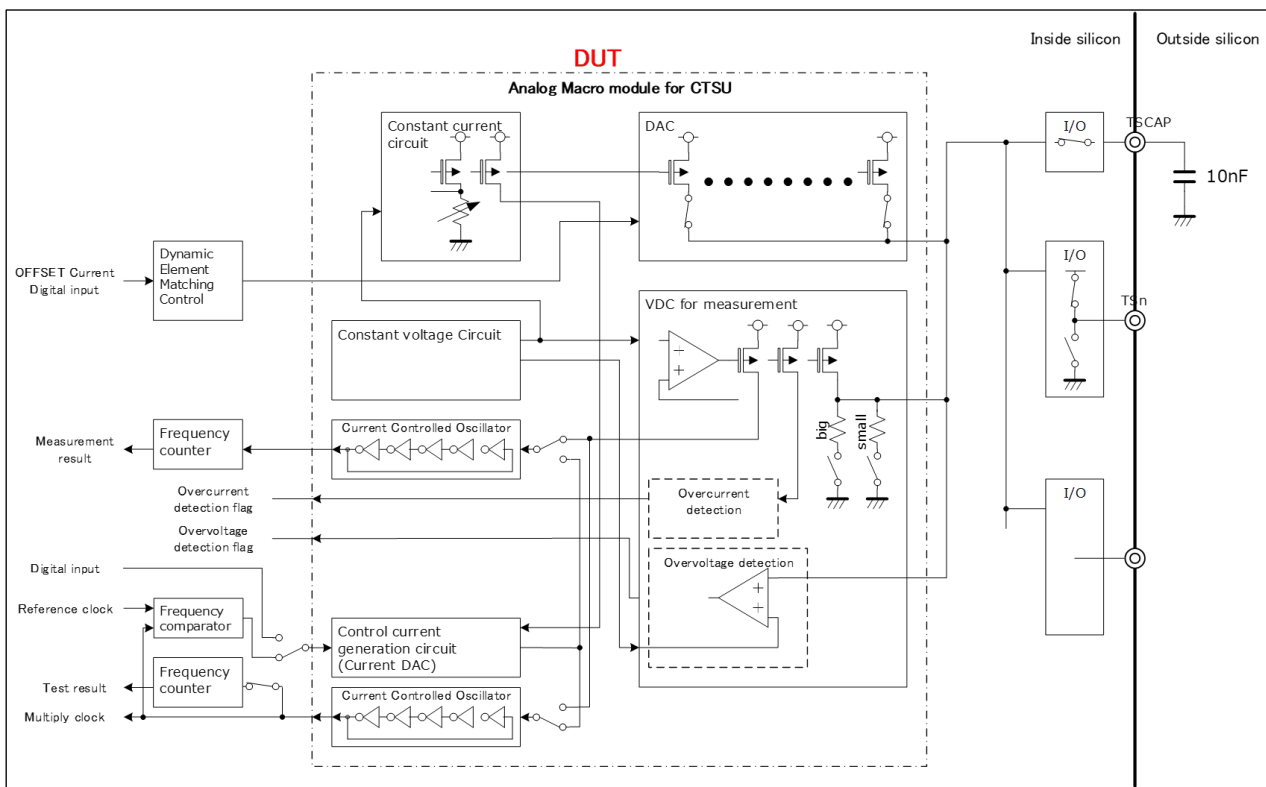 Inside silicon
Outside silicon
DUT
Analog Macro module for CTSU
Constant current
circuit
DAC
I/O
TSCAP
10nF
OFFSET Current
Digital input
Dynamic
Element
Matching
Control
I/O
TSn
Constant voltage Circuit
VDC for measurement
big
small
Measurement
result
Frequency
counter
Current Controlled Oscillator
Overcurrent
detection flag
Overcurrent
detection
I/O
Overvoltage
detection flag
Overvoltage detection
Digital input
Reference clock
Frequency
comparator
Control current
generation circuit
(Current DAC)
Frequency
counter
Test result
Current Controlled Oscillator
Multiply clock